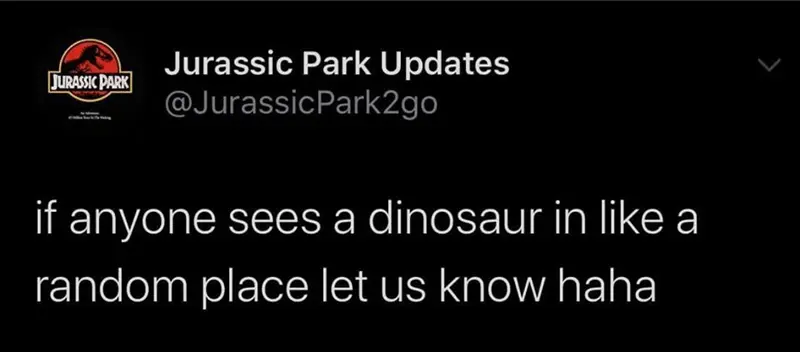 JURASSIC PARK
Jurassic Park Updates
@JurassicPark2go
if anyone sees a dinosaur in like a
random place let us know haha